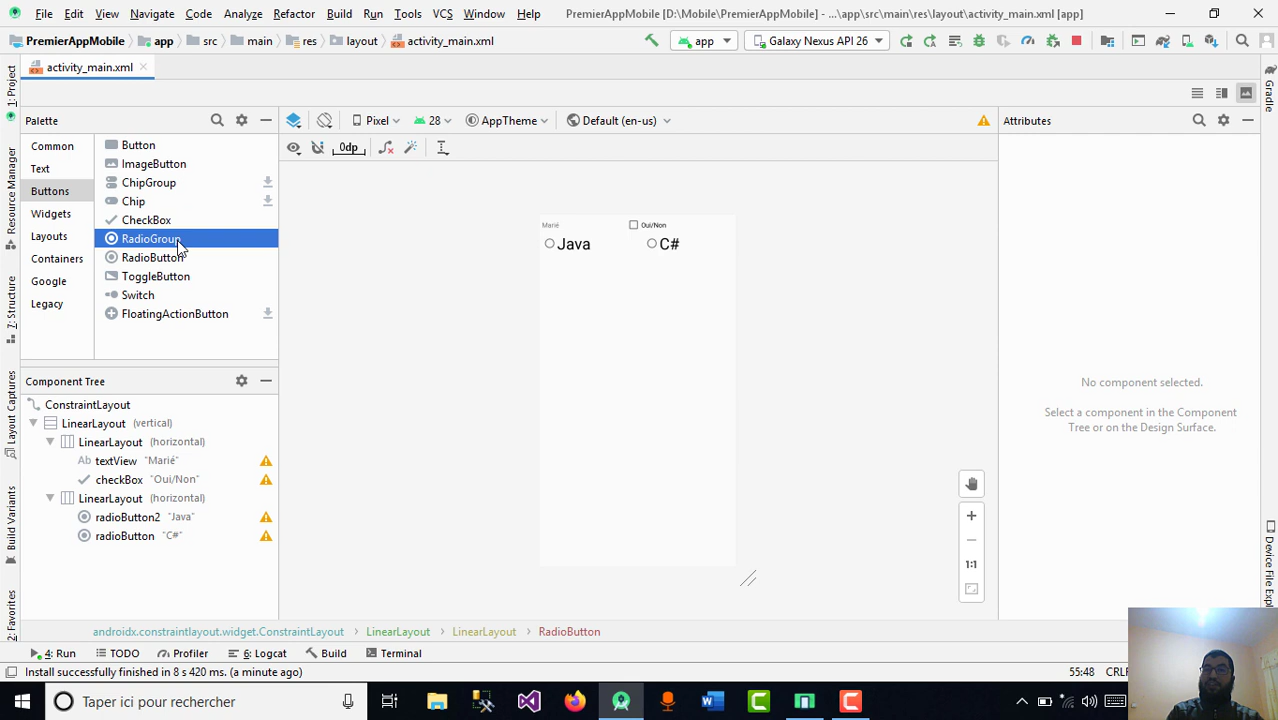 File Edit View Navigate Code Analyze Refactor Build Run Tools VCS Window Help PremierAppMobile [D:\Mobile\PremierAppMobile] - ...\app\src\main\res\layout\activity_main.xml [app]
PremierAppMobile app src main res layout activity_main.xml app Galaxy Nexus API 26
activity_main.xml
1: Project
Resource Manager
Z: Structure
Layout Captures
Build Variants
2: Favorites
Palette
Common
Text
Buttons
Widgets
Layouts
Containers
Google
Legacy
Button
ImageButton
ChipGroup
Chip
CheckBox
RadioGroup
RadioButton
ToggleButton
Switch
FloatingActionButton
Component Tree
ConstraintLayout
LinearLayout (vertical)
LinearLayout (horizontal)
Ab textView "Marié"
checkBox "Oui/Non"
LinearLayout (horizontal)
radioButton2 "Java"
radioButton "C#"
Pixel 28 AppTheme Default (en-us)
0dp
Marié Oui/Non
Java C#
1:1
Attributes
No component selected.
Select a component in the Component
Tree or on the Design Surface.
Gradle
androidx.constraintlayout.widget.ConstraintLayout LinearLayout LinearLayout RadioButton
4: Run TODO Profiler 6: Logcat Build Terminal
Install successfully finished in 8 s 420 ms. (a minute ago) 55:48
Taper ici pour rechercher